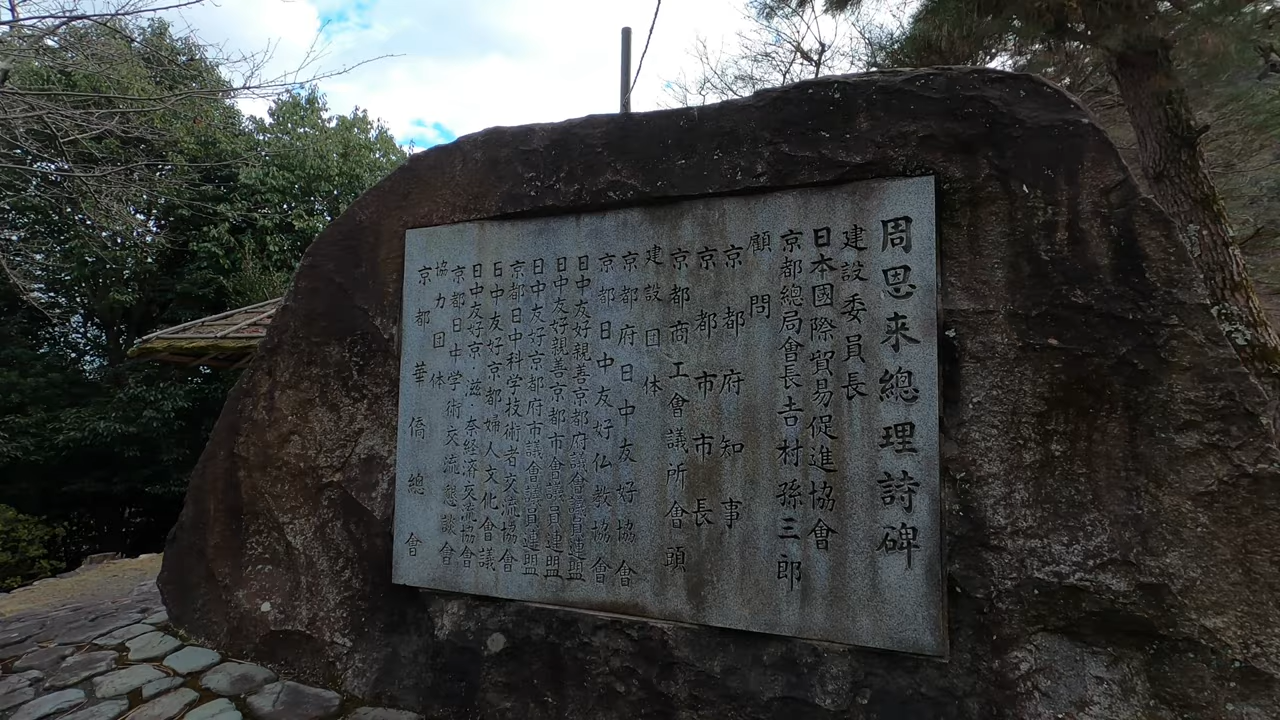 周恩来總理詩碑
建設委員長
日本國際貿易促進協會
京都總局會長吉村孫三郎
顧問
京都府知事
京都市市長
京都商工會議所會頭
建設団体
京都府日中友好協會
京都日中友好仏教協會
日中友好親善京都府議會議員連盟
日中友好親善京都市會議員連盟
日中友好京都府市議會議員連盟
京都日中科学技術者交流協會
日中友好京都婦人文化會議
日中友好京滋奈経済交流協會
京都日中学術交流懇談會
協力団体
京都華僑總會